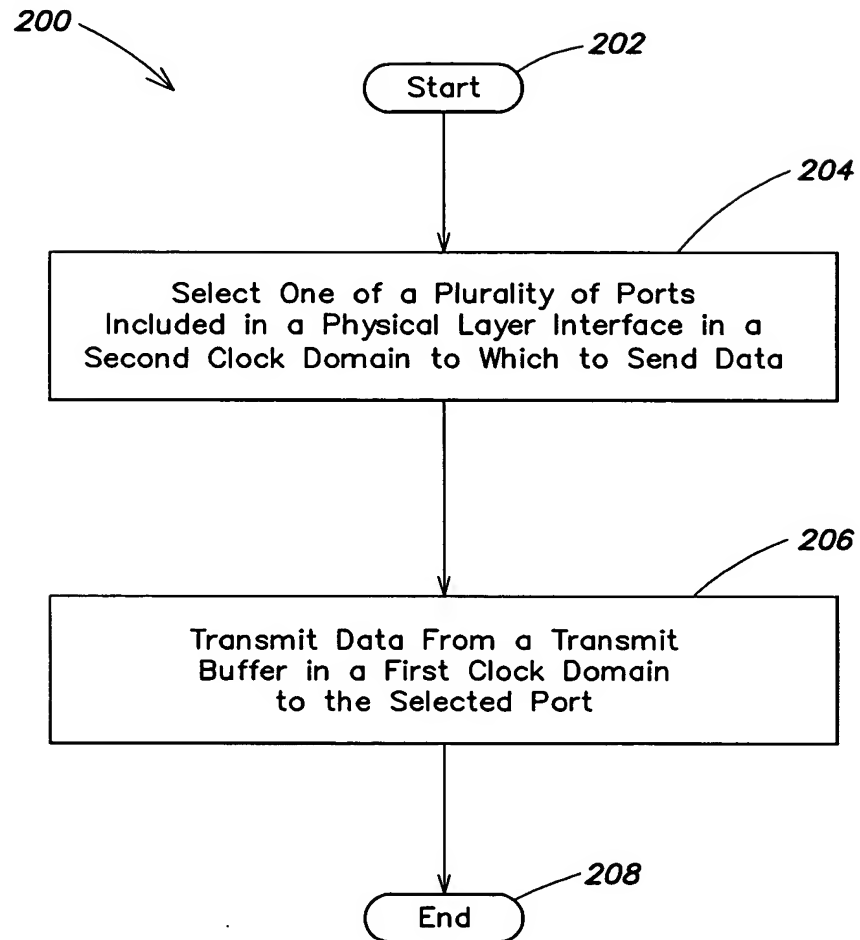 200
202
Start
204
Select One of a Plurality of Ports
Included in a Physical Layer Interface in a
Second Clock Domain to Which to Send Data
206
Transmit Data From a Transmit
Buffer in a First Clock Domain
to the Selected Port
208
End